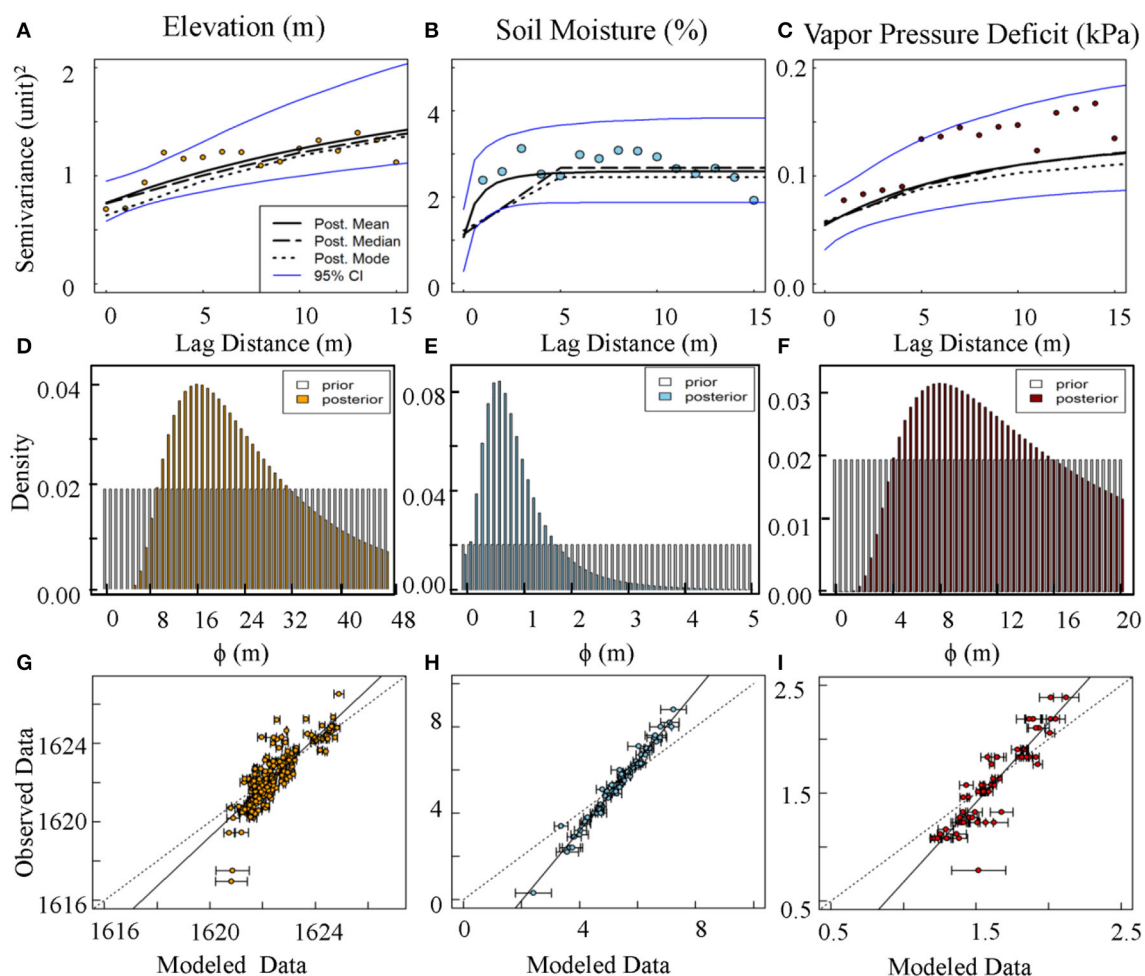 A Elevation (m) B Soil Moisture (%) C Vapor Pressure Deficit (kPa)
Semivariance (unit)²
2
1
0
Post. Mean
Post. Median
Post. Mode
95% CI
0 5 10 15
4
2
0
0 5 10 15
0.2
0.1
0.0
0 5 10 15
Lag Distance (m) Lag Distance (m) Lag Distance (m)
D E F
Density
0.04
0.02
0.00
prior
posterior
0 8 16 24 32 40 48
0.08
0.04
0.00
prior
posterior
0 1 2 3 4 5
0.03
0.02
0.01
0.00
prior
posterior
0 4 8 12 16 20
ϕ (m) ϕ (m) ϕ (m)
G H I
Observed Data
1624
1620
1616
1616 1620 1624
8
4
0
0 4 8
2.5
1.5
0.5
0.5 1.5 2.5
Modeled Data Modeled Data Modeled Data